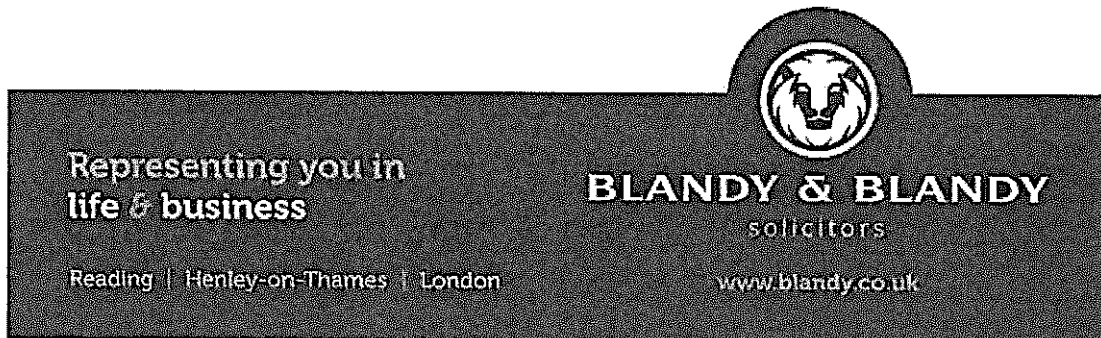 Representing you in
life & business
Reading | Henley-on-Thames | London
BLANDY & BLANDY
solicitors
www.blandy.co.uk